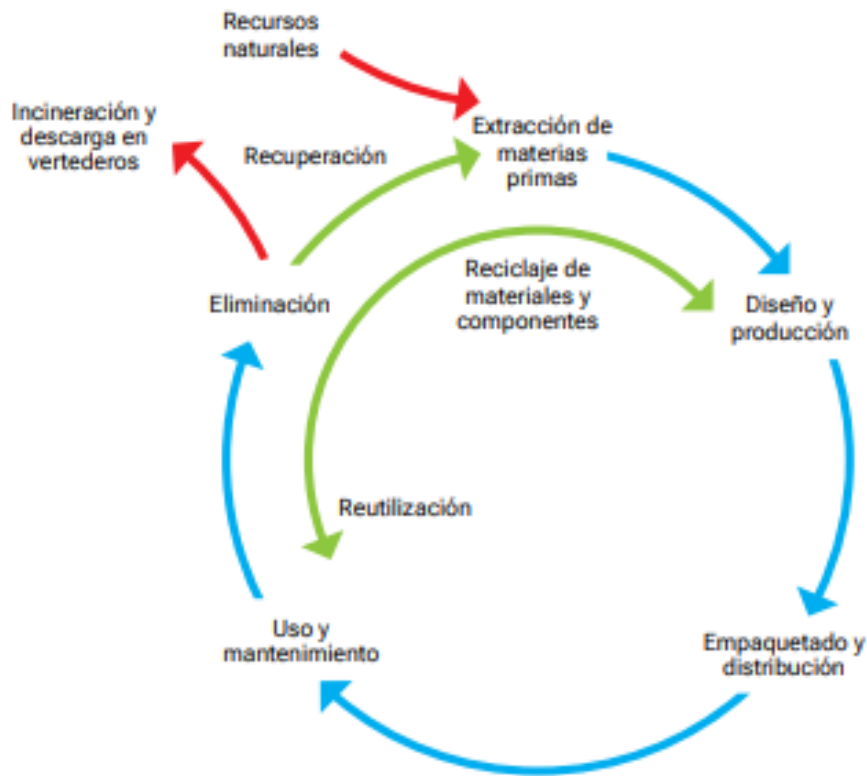 Recursos
naturales
Incineración y
descarga en
vertederos
Recuperación
Extracción de
materias
primas
Eliminación
Reciclaje de
materiales y
componentes
Diseño y
producción
Reutilización
Uso y
mantenimiento
Empaquetado y
distribución